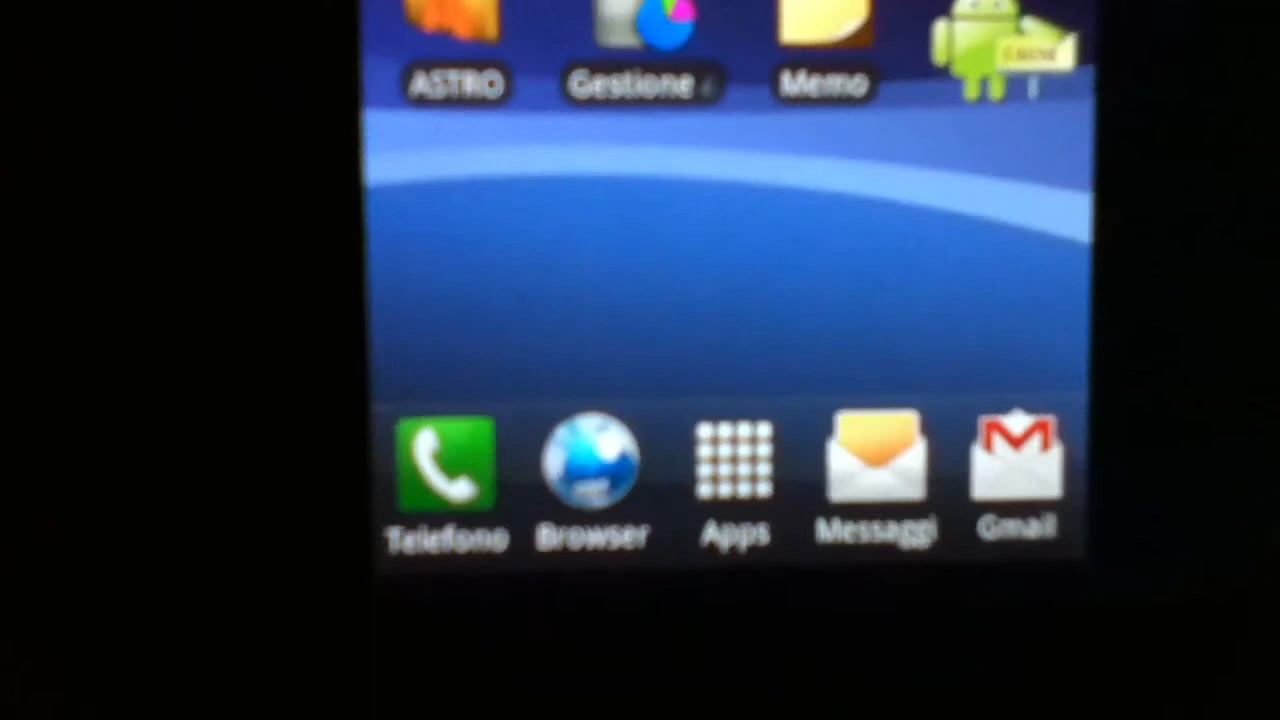 ASTRO
Gestione
Memo
Telefono
Browser
Apps
Messaggi
Gmail